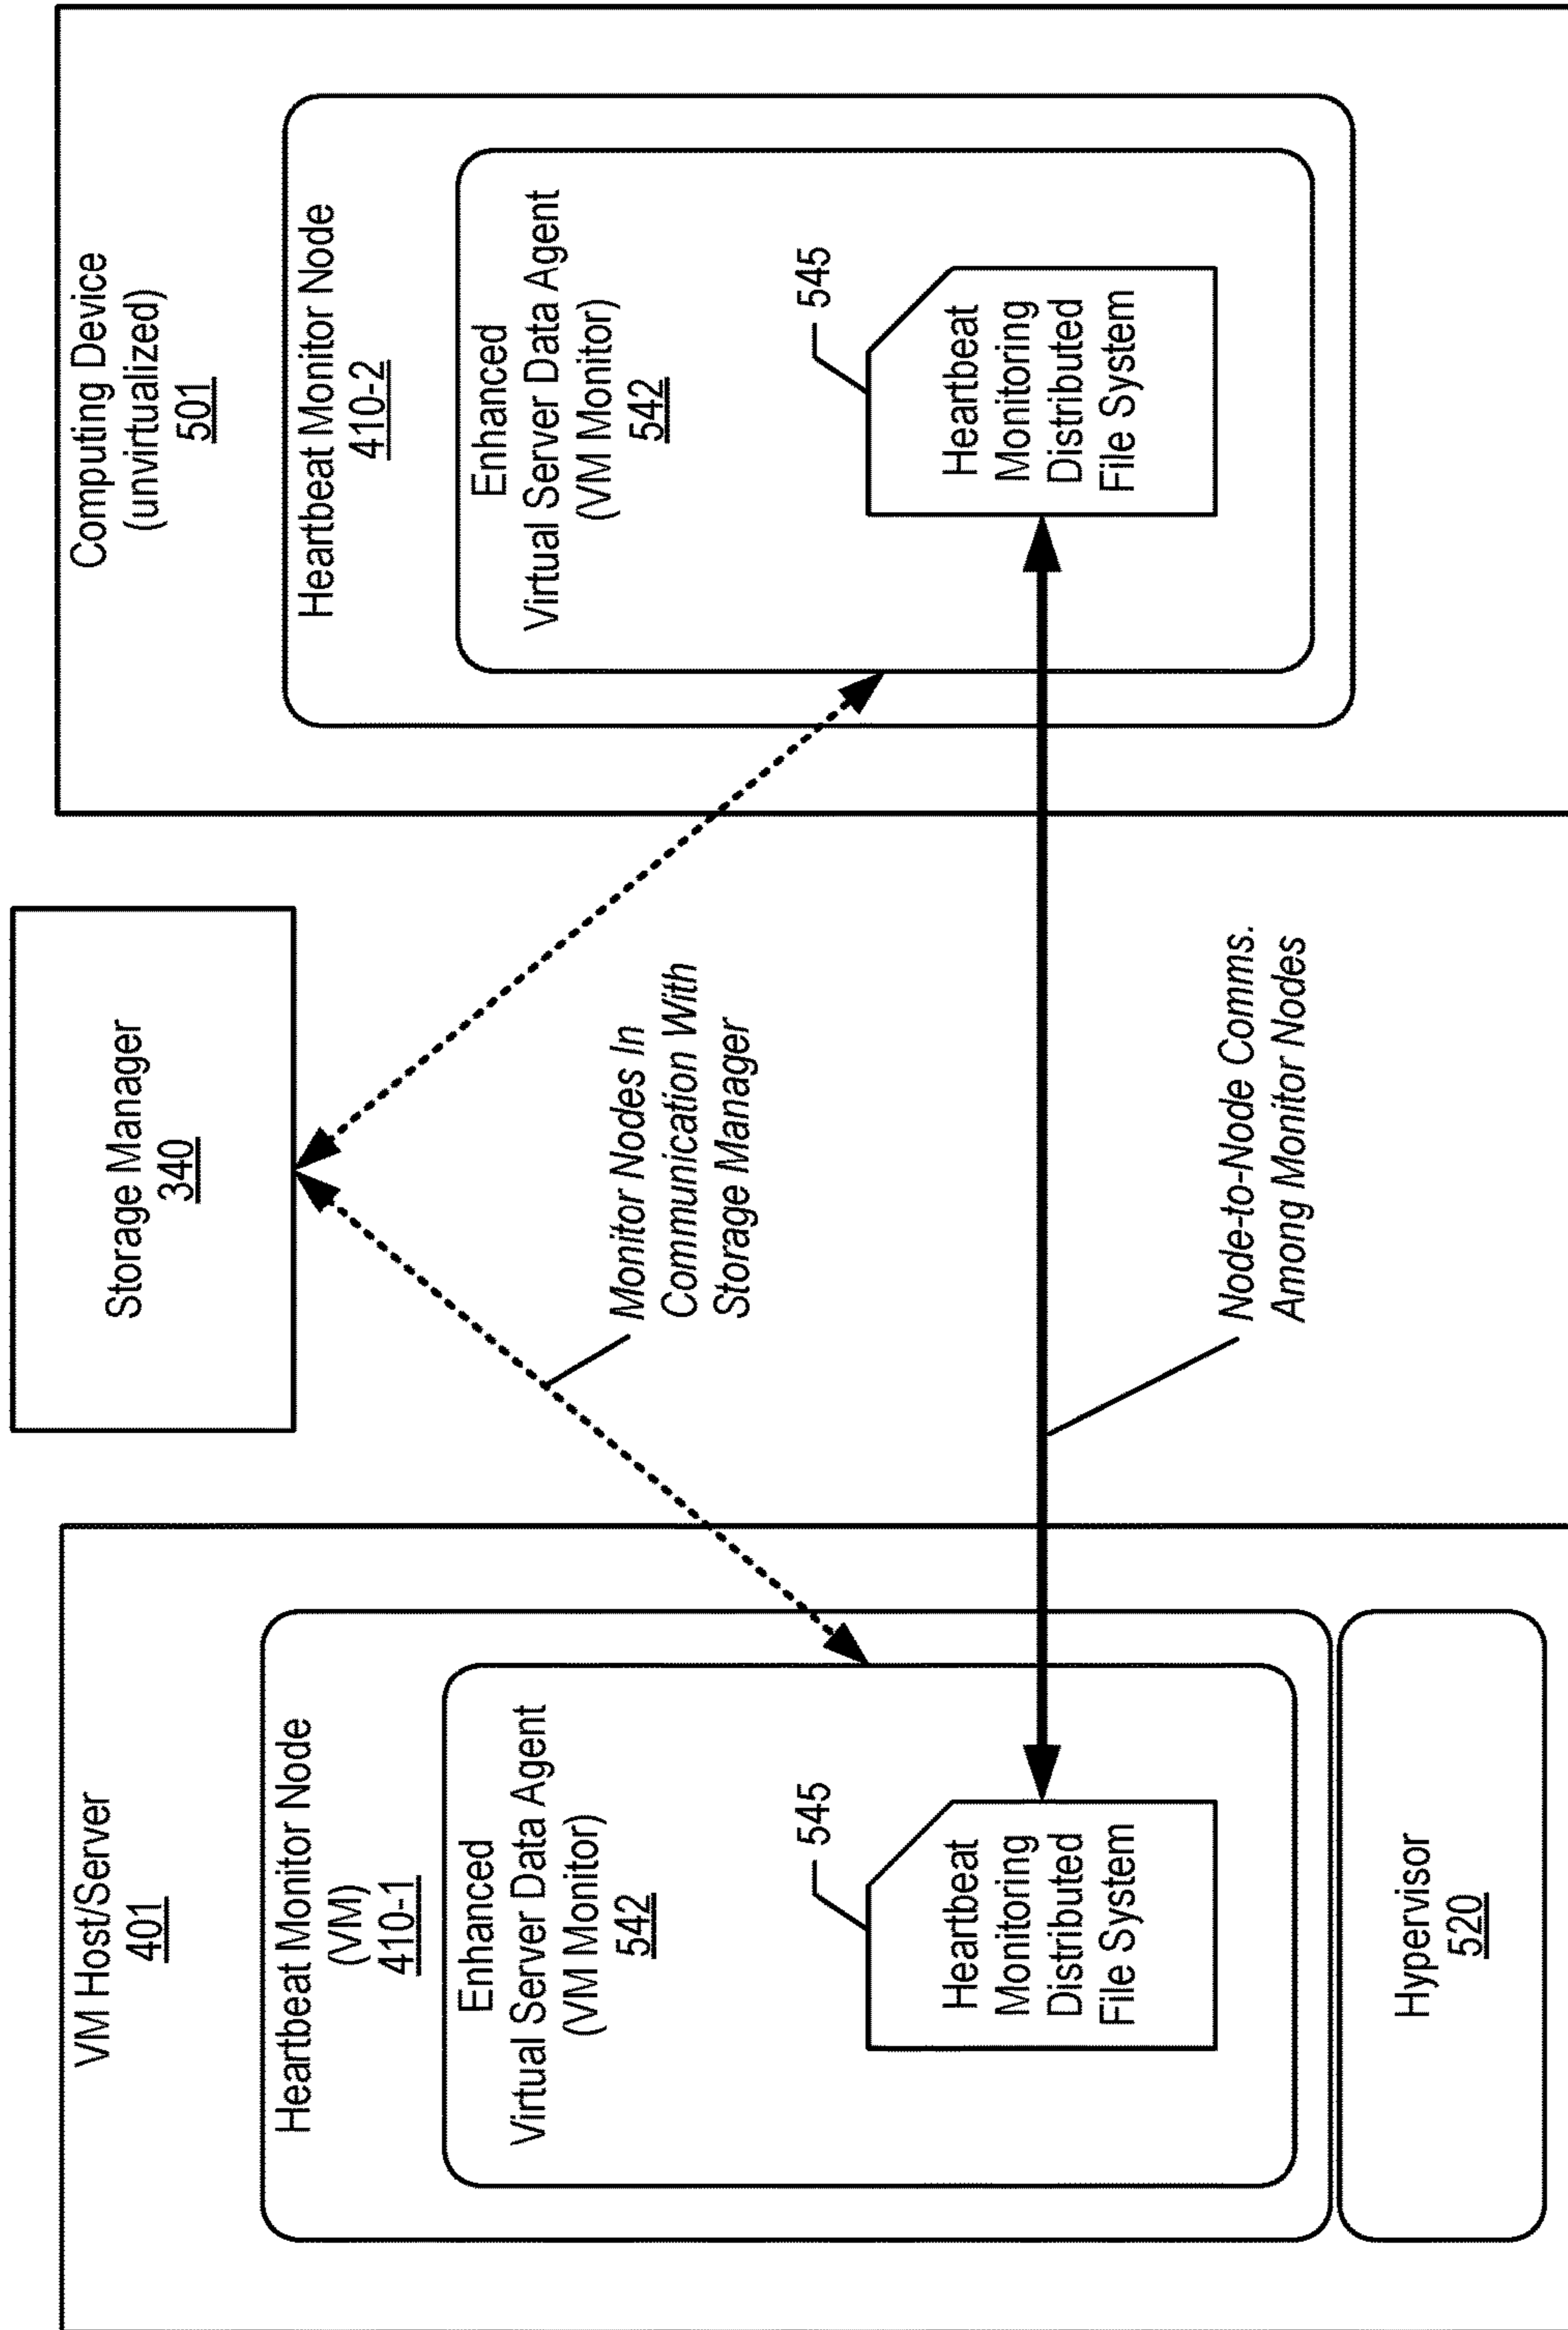 VM Host/Server
401
Heartbeat Monitor Node
(VM)
410-1
Enhanced
Virtual Server Data Agent
(VM Monitor)
542
545
Heartbeat
Monitoring
Distributed
File System
Hypervisor
520
Storage Manager
340
Monitor Nodes In
Communication With
Storage Manager
Node-to-Node Comms.
Among Monitor Nodes
Computing Device
(unvirtualized)
501
Heartbeat Monitor Node
410-2
Enhanced
Virtual Server Data Agent
(VM Monitor)
542
545
Heartbeat
Monitoring
Distributed
File System